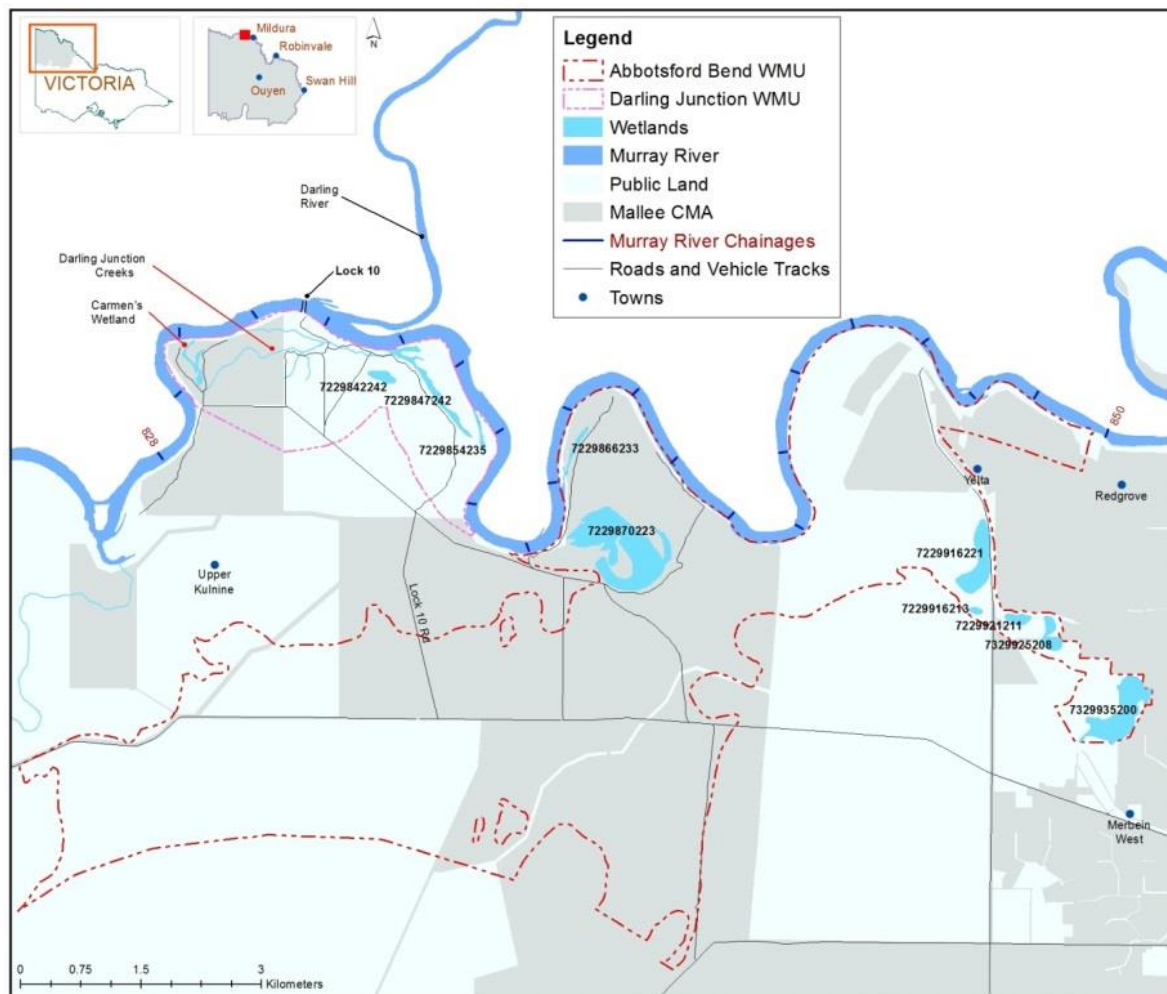 VICTORIA
Mildura
Robinvale
Ouyen
Swan Hill
N
Legend
Abbotsford Bend WMU
Darling Junction WMU
Wetlands
Murray River
Public Land
Mallee CMA
Murray River Chainages
Roads and Vehicle Tracks
Towns
Darling
River
Darling Junction
Creeks
Lock 10
Carmen's
Wetland
7229842242
7229847242
7229854235
828
850
7229866233
Yelta
Redgrove
7229870223
7229916221
Upper
Kulnine
Lock 10 Rd
7229916213
7229921211
7329925208
7329935200
Merbein
West
0 0.75 1.5 3
Kilometers